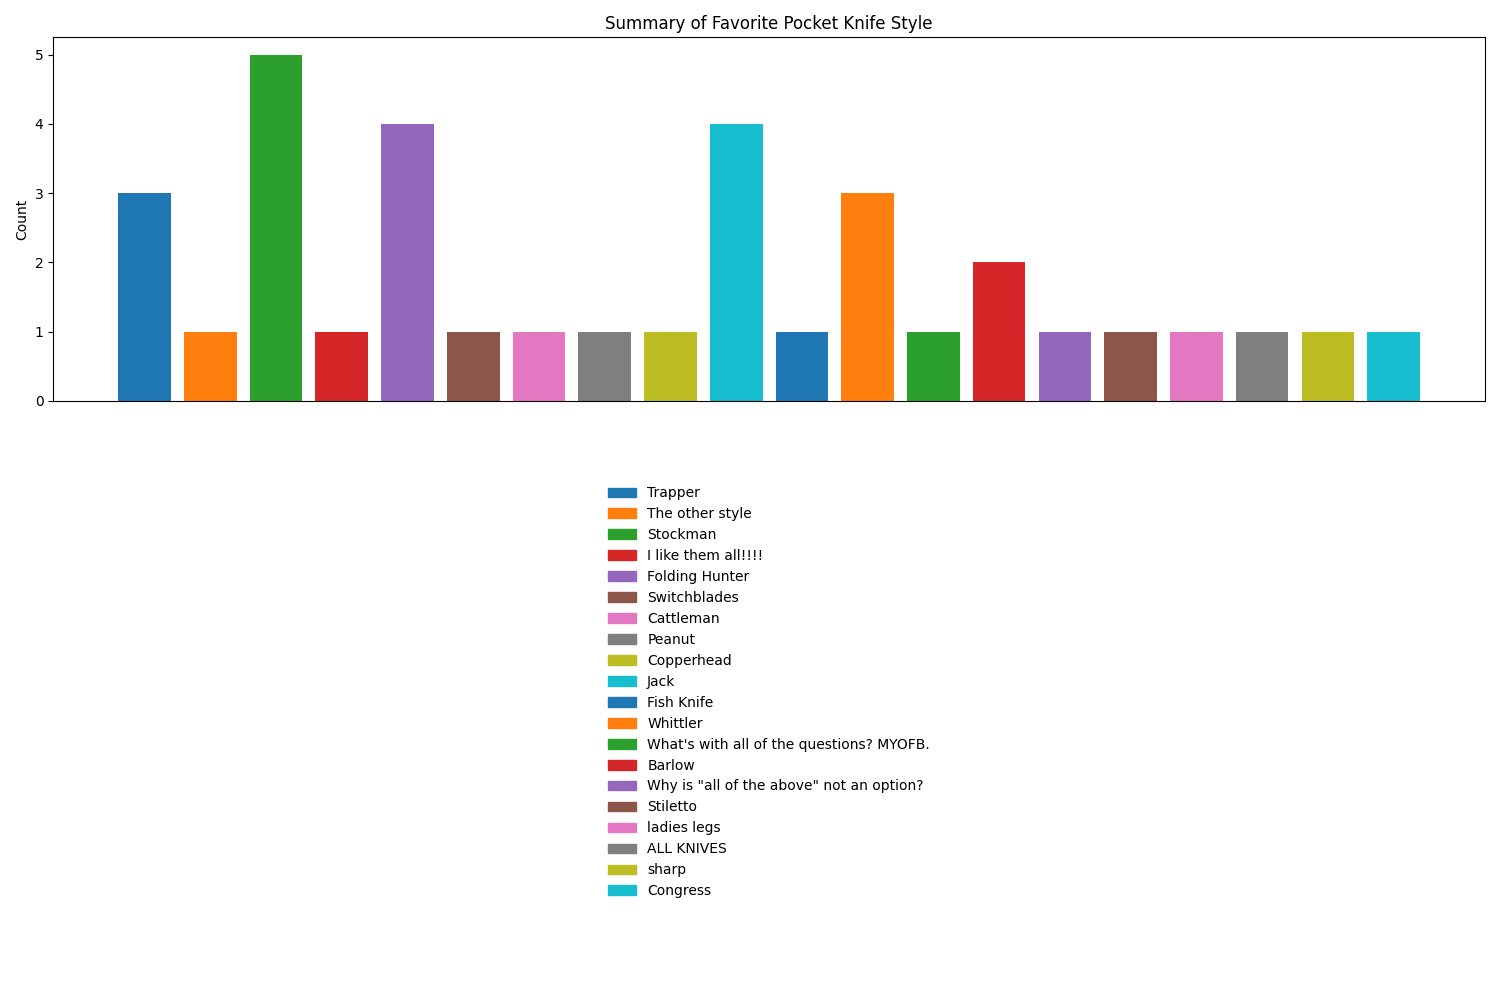 Summary of Favorite Pocket Knife Style
5
4
3
2
1
0
Count
Trapper
The other style
Stockman
I like them all!!!!
Folding Hunter
Switchblades
Cattleman
Peanut
Copperhead
Jack
Fish Knife
Whittler
What's with all of the questions? MYOFB.
Barlow
Why is "all of the above" not an option?
Stiletto
ladies legs
ALL KNIVES
sharp
Congress